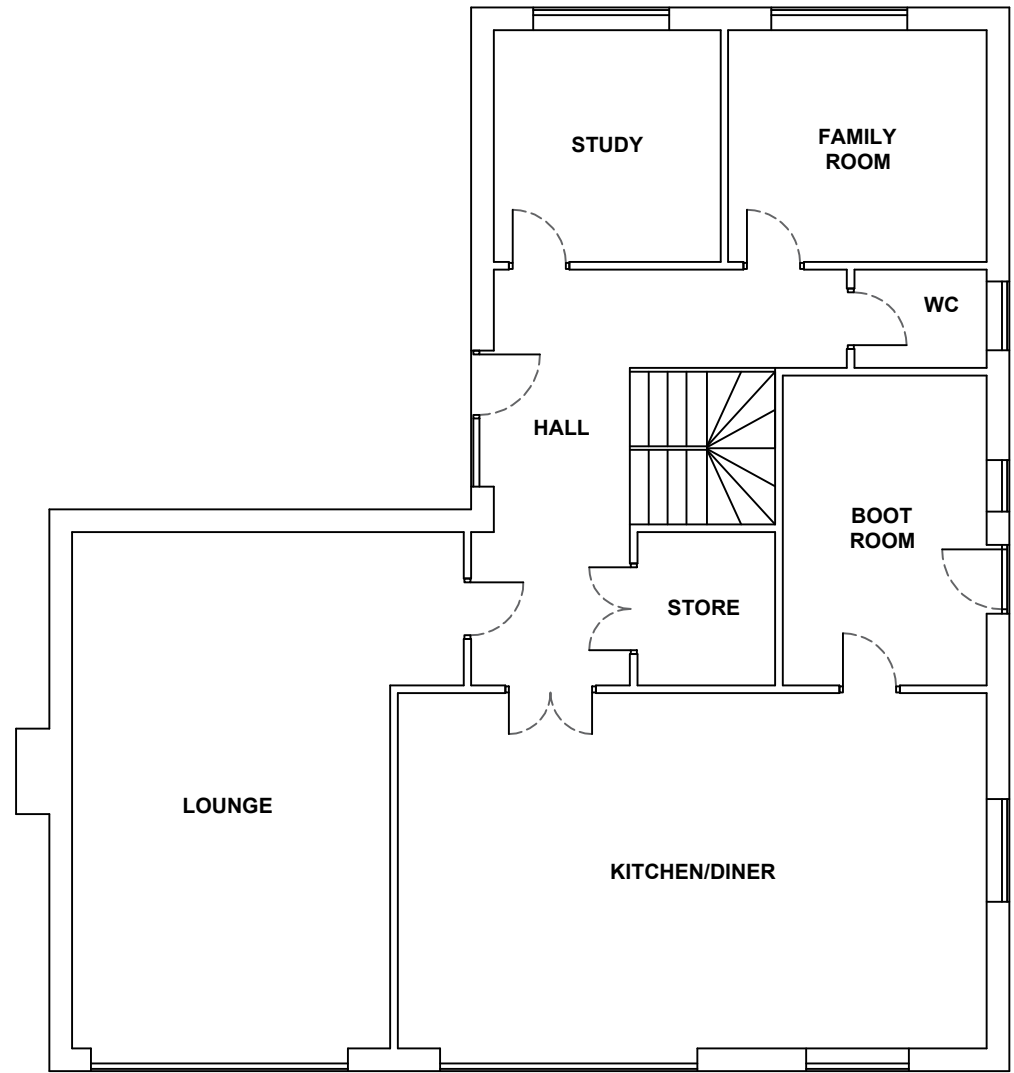 STUDY
FAMILY
ROOM
WC
HALL
BOOT
ROOM
STORE
LOUNGE
KITCHEN/DINER